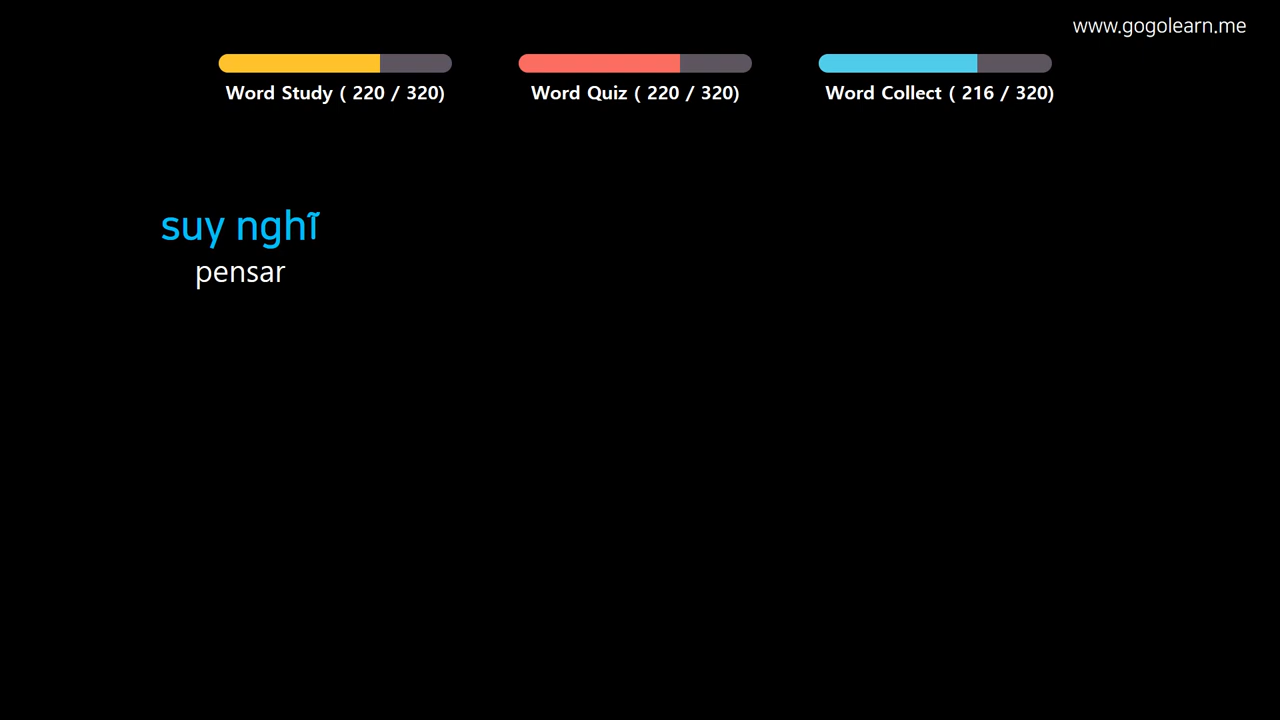 www.gogolearn.me
Word Study ( 220 / 320)
Word Quiz ( 220 / 320)
Word Collect ( 216 / 320)
suy nghĩ
pensar